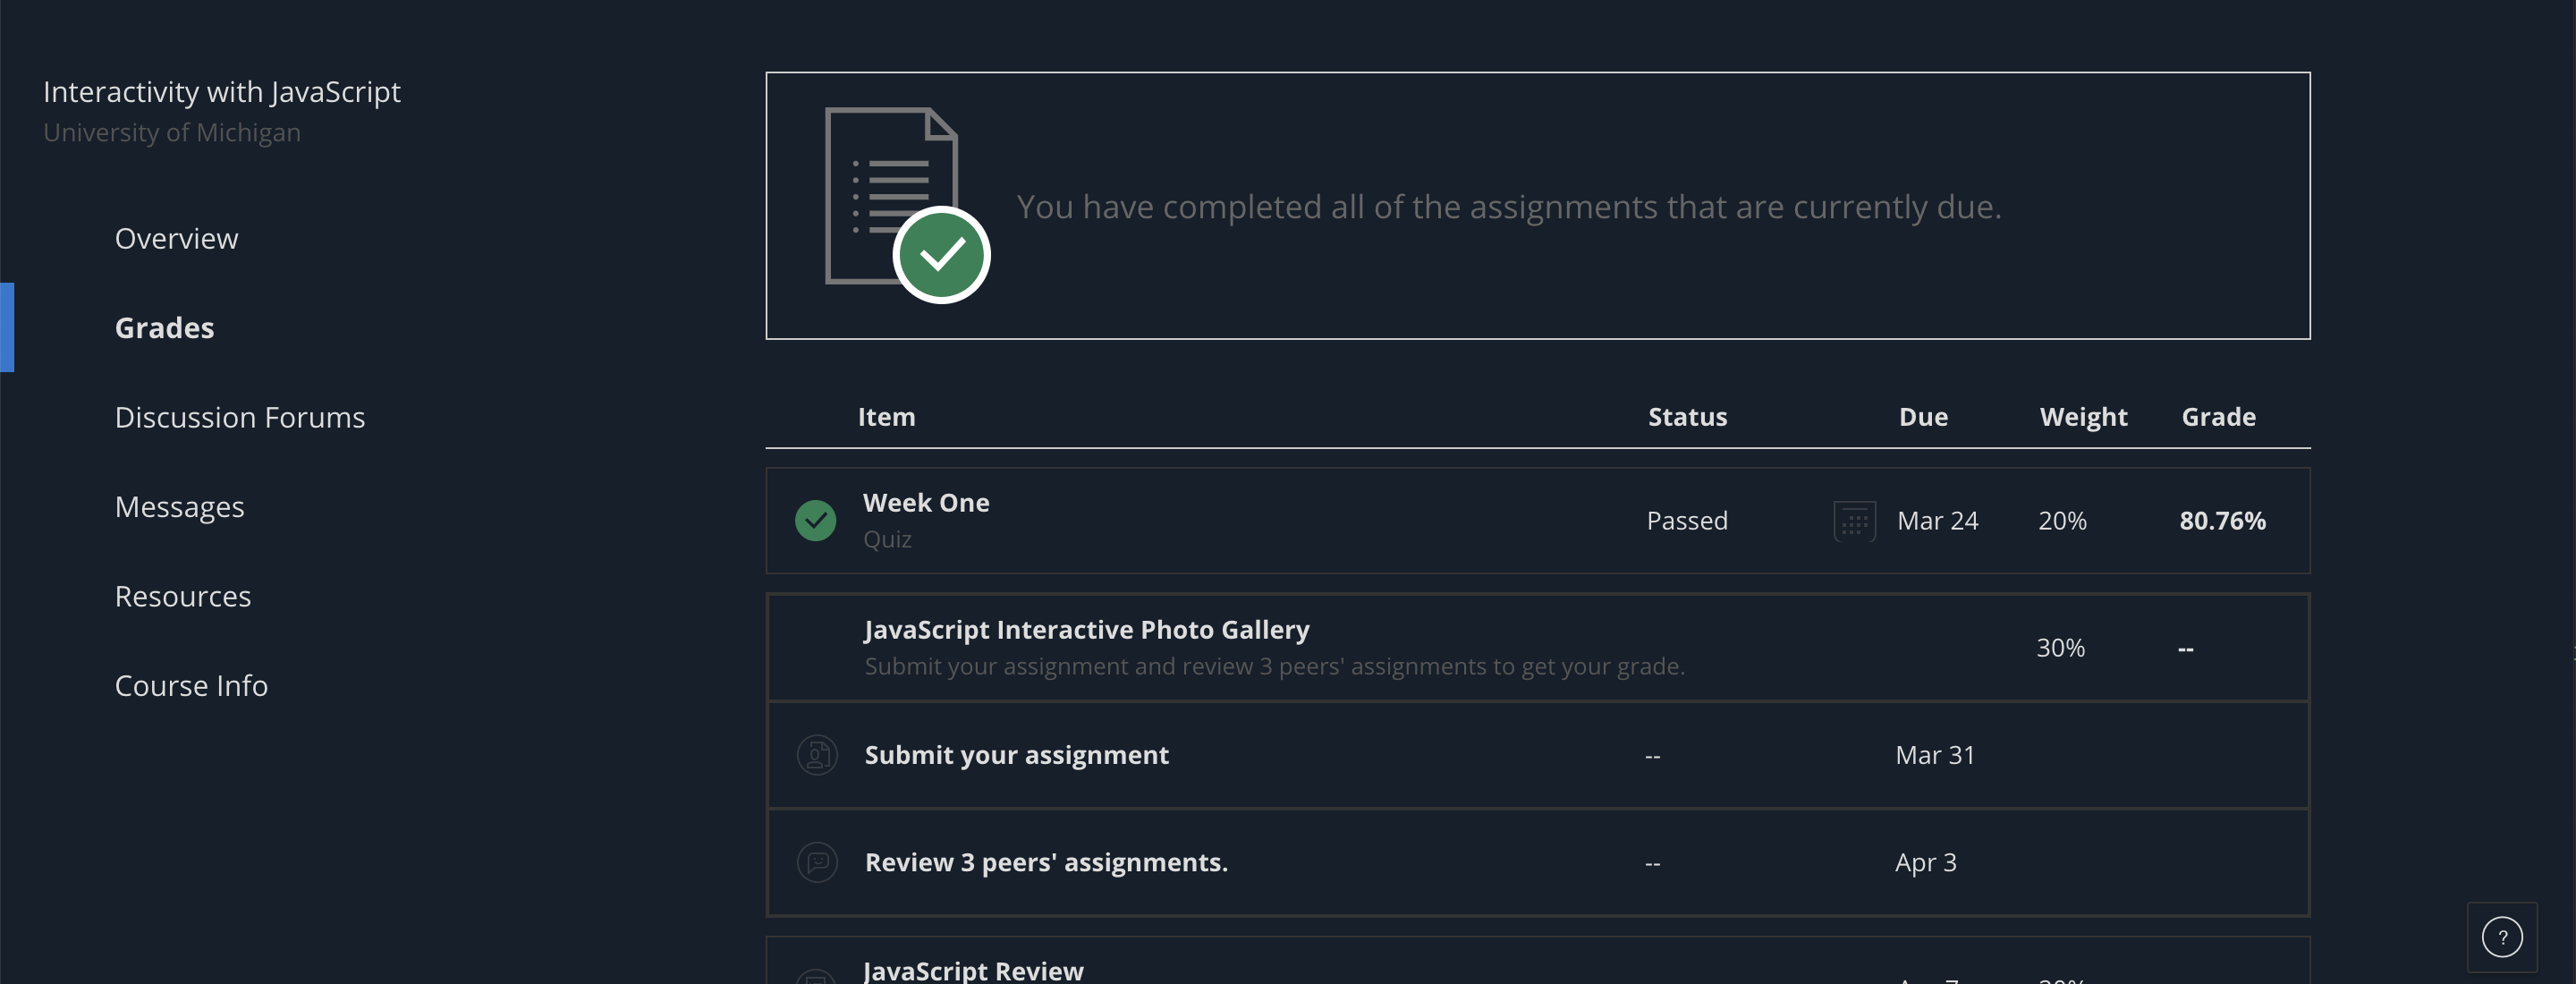 Interactivity with JavaScript
University of Michigan
Overview
Grades
Discussion Forums
Messages
Resources
Course Info
You have completed all of the assignments that are currently due.
Item Status Due Weight Grade
Week One
Quiz
Passed Mar 24 20% 80.76%
JavaScript Interactive Photo Gallery
Submit your assignment and review 3 peers' assignments to get your grade.
30% --
Submit your assignment -- Mar 31
Review 3 peers' assignments. -- Apr 3
JavaScript Review
?